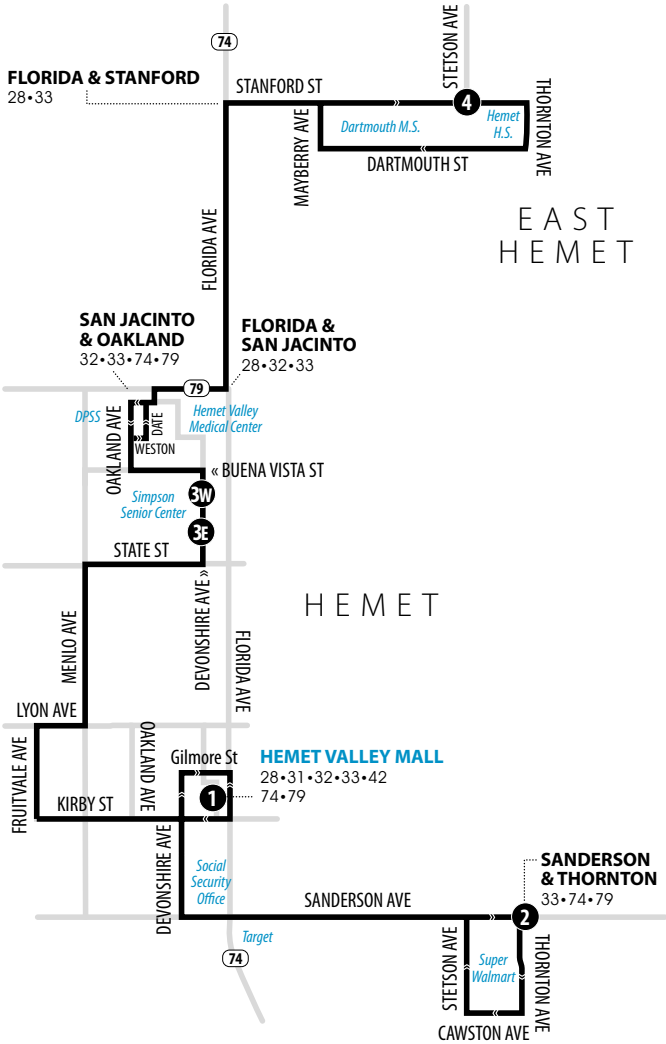 74
STETSON AVE
FLORIDA & STANFORD
28•33
STANFORD ST
4
THORNTON AVE
MAYBERRY AVE
Dartmouth M.S.
Hemet
H.S.
DARTMOUTH ST
EAST
HEMET
FLORIDA AVE
SAN JACINTO
& OAKLAND
32•33•74•79
FLORIDA &
SAN JACINTO
28•32•33
79
DPSS
OAKLAND AVE
DATE
WESTON
Hemet Valley
Medical Center
« BUENA VISTA ST
3W
Simpson
Senior Center
3E
STATE ST
DEVONSHIRE AVE »
HEMET
MENLO AVE
FLORIDA AVE
LYON AVE
FRUITVALE AVE
OAKLAND AVE
Gilmore St
HEMET VALLEY MALL
28•31•32•33•42
74•79
1
KIRBY ST
DEVONSHIRE AVE
Social
Security
Office
SANDERSON AVE
SANDERSON
& THORNTON
33•74•79
2
Target
74
STETSON AVE
Super
Walmart
THORNTON AVE
CAWSTON AVE